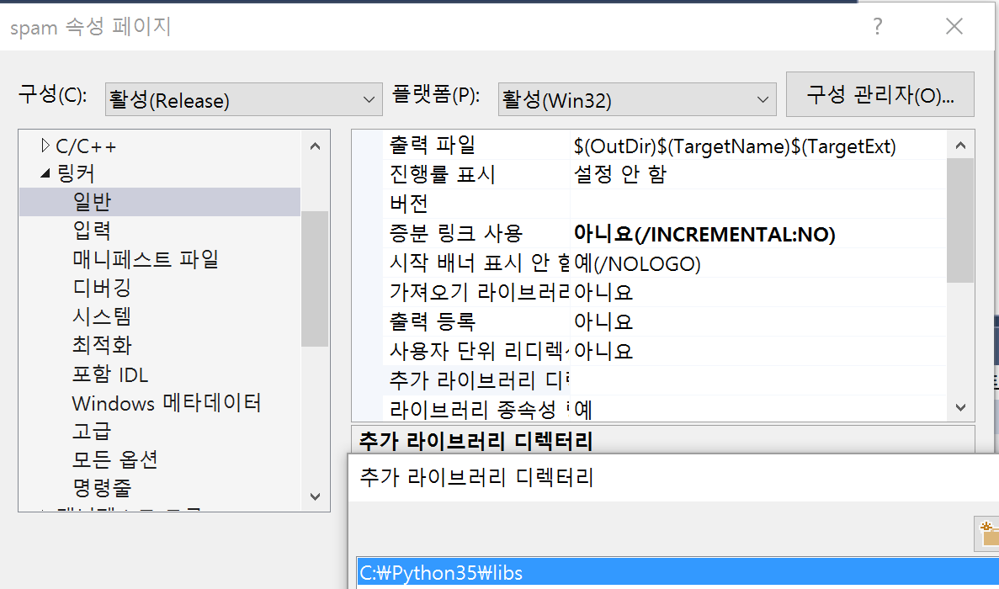 spam 속성 페이지
구성(C): 활성(Release) 플랫폼(P): 활성(Win32) 구성 관리자(O)...
C/C++
링커
일반
입력
매니페스트 파일
디버깅
시스템
최적화
포함 IDL
Windows 메타데이터
고급
모든 옵션
명령줄
출력 파일 $(OutDir)$(TargetName)$(TargetExt)
진행률 표시 설정 안 함
버전
증분 링크 사용 아니요(/INCREMENTAL:NO)
시작 배너 표시 안 함 예(/NOLOGO)
가져오기 라이브러리 아니요
출력 등록 아니요
사용자 단위 리디렉 아니요
추가 라이브러리 디
라이브러리 종속성 예
추가 라이브러리 디렉터리
추가 라이브러리 디렉터리
C:\Python35\libs